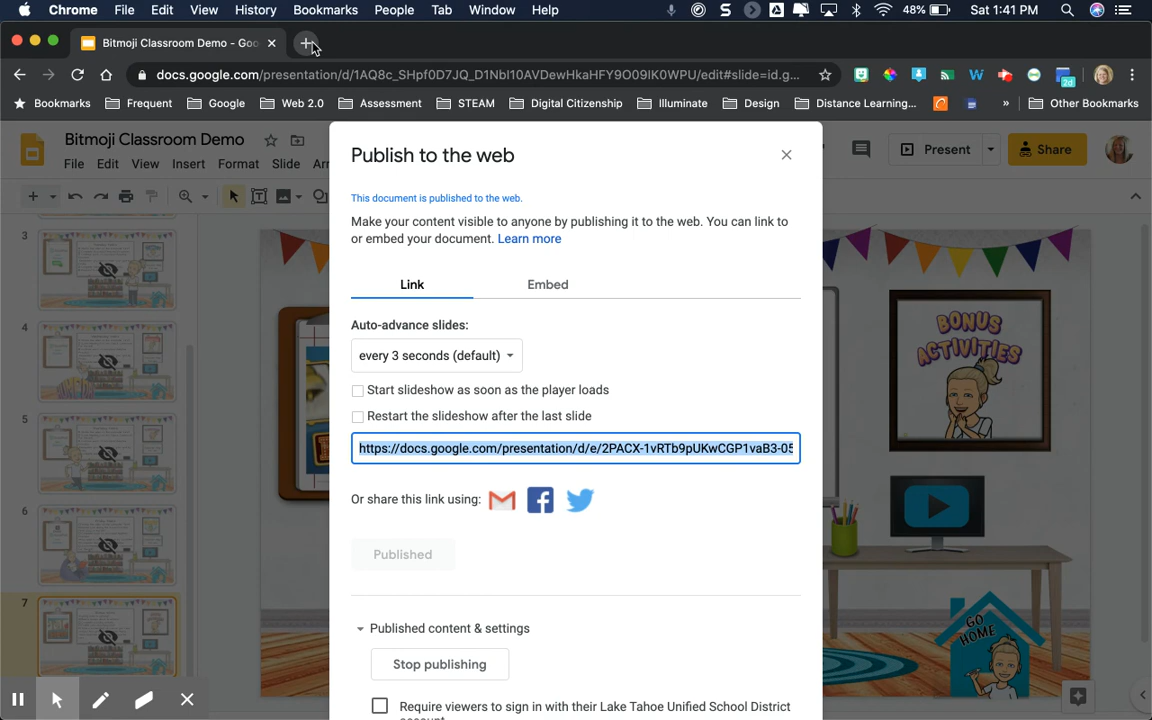 Chrome File Edit View History Bookmarks People Tab Window Help 48% Sat 1:41 PM
Bitmoji Classroom Demo - Goo
docs.google.com/presentation/d/1AQ8c_SHpf0D7JQ_D1Nbl10AVDewHkaHFY9O09IK0WPU/edit#slide=id.g...
2d
Bookmarks Frequent Google Web 2.0 Assessment STEAM Digital Citizenship Illuminate Design Distance Learning... » Other Bookmarks
Bitmoji Classroom Demo
File Edit View Insert Format Slide Arr
Present Share
Publish to the web
This document is published to the web.
Make your content visible to anyone by publishing it to the web. You can link to
or embed your document. Learn more
Link Embed
Auto-advance slides:
every 3 seconds (default)
Start slideshow as soon as the player loads
Restart the slideshow after the last slide
https://docs.google.com/presentation/d/e/2PACX-1vRTb9pUKwCGP1vaB3-05
Or share this link using:
Published
Published content & settings
Stop publishing
Require viewers to sign in with their Lake Tahoe Unified School District
3
4
5
6
7
BONUS
ACTIVITIES
GO
HOME